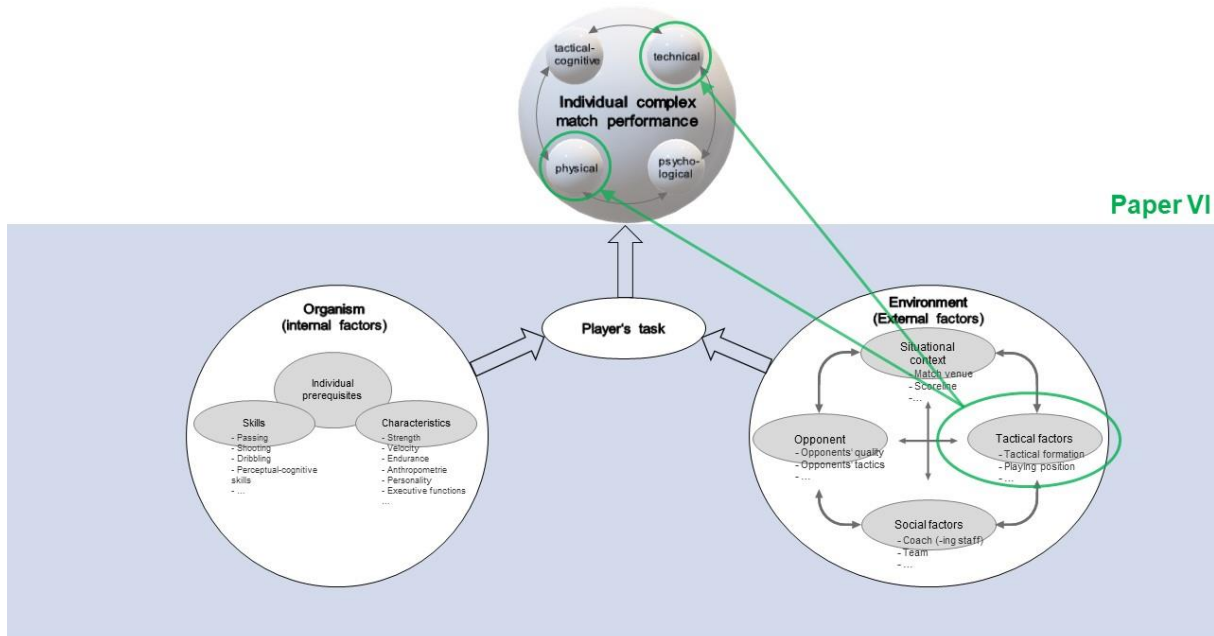 tactical-
cognitive
technical
Individual complex
match performance
physical
psycho-
logical
Paper VI
Organism
(internal factors)
Individual
prerequisites
Skills
- Passing
- Shooting
- Dribbling
- Perceptual-cognitive
skills
- ...
Characteristics
- Strength
- Velocity
- Endurance
- Anthropometrie
- Personality
- Executive functions
...
Player's task
Environment
(External factors)
Situational
context
- Match venue
- Scoreline
- ...
Opponent
- Opponents' quality
- Opponents' tactics
- ...
Tactical factors
- Tactical formation
- Playing position
- ...
Social factors
- Coach (-ing staff)
- Team
- ...